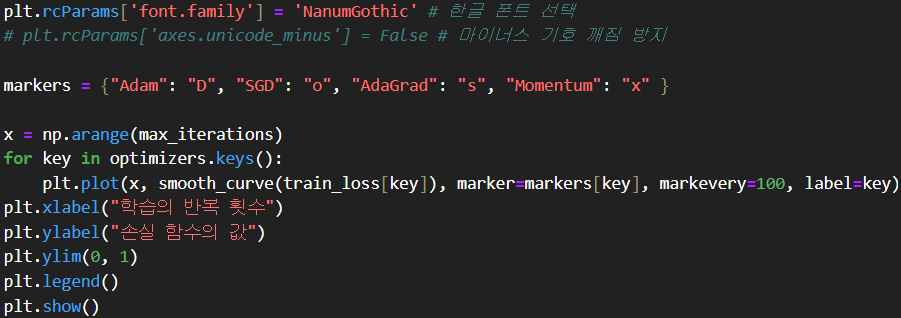 plt.rcParams['font.family'] = 'NanumGothic' # 한글 폰트 선택
# plt.rcParams['axes.unicode_minus'] = False # 마이너스 기호 깨짐 방지
markers = {"Adam": "D", "SGD": "o", "AdaGrad": "s", "Momentum": "x" }
x = np.arange(max_iterations)
for key in optimizers.keys():
    plt.plot(x, smooth_curve(train_loss[key]), marker=markers[key], markevery=100, label=key)
plt.xlabel("학습의 반복 횟수")
plt.ylabel("손실 함수의 값")
plt.ylim(0, 1)
plt.legend()
plt.show()